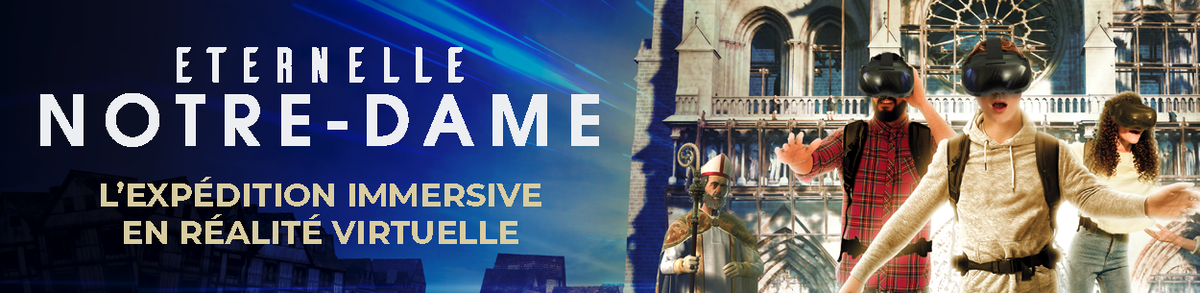 ETERNELLE
NOTRE-DAME
L'EXPÉDITION IMMERSIVE
EN RÉALITÉ VIRTUELLE